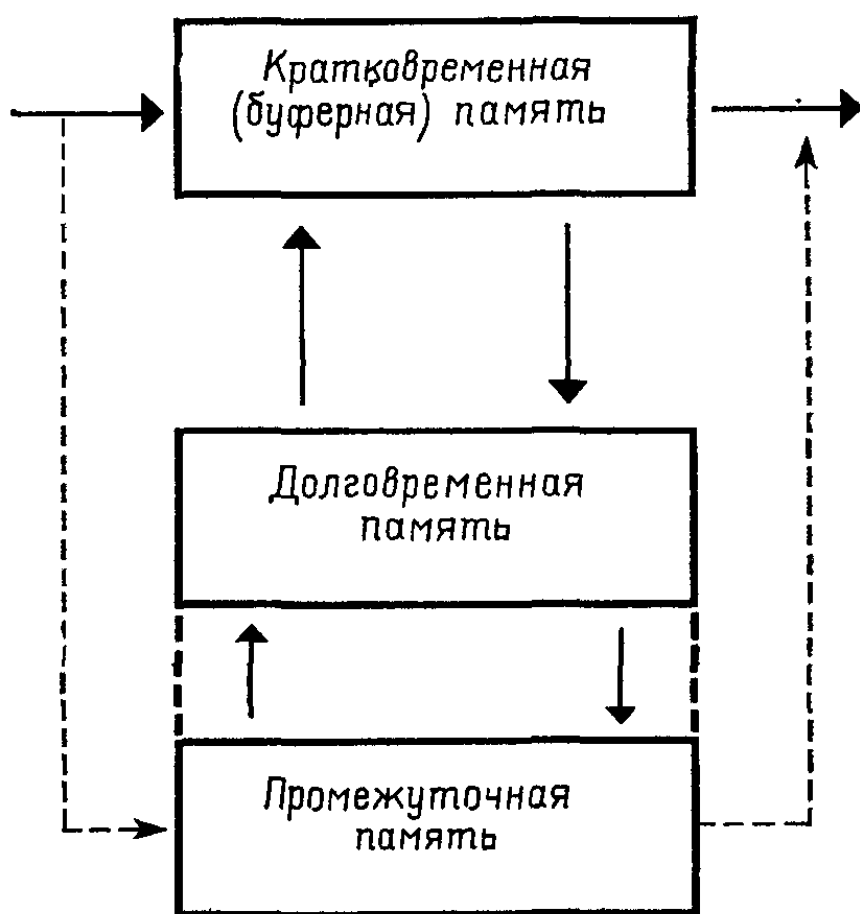 Кратковременная
(буферная) память
Долговременная
память
Промежуточная
память